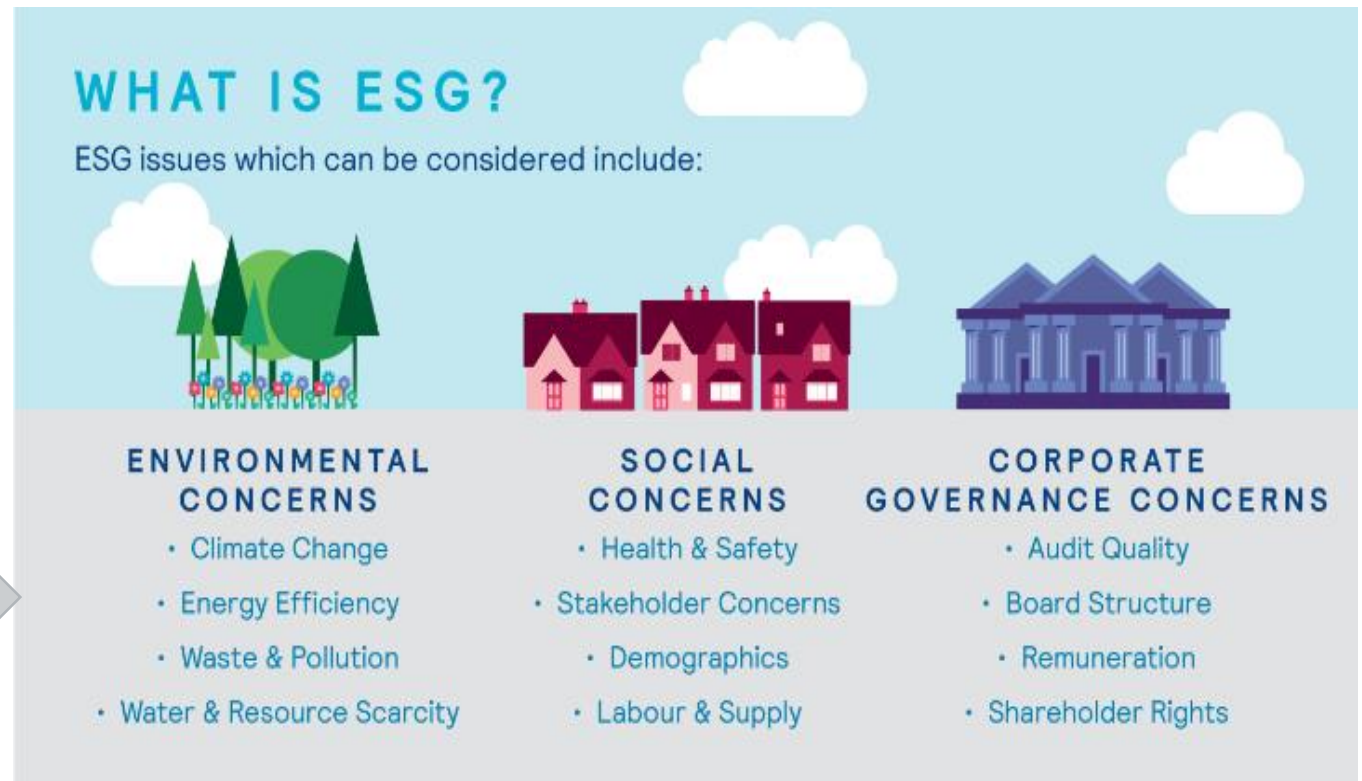 WHAT IS ESG?
ESG issues which can be considered include:
ENVIRONMENTAL
CONCERNS
• Climate Change
• Energy Efficiency
• Waste & Pollution
• Water & Resource Scarcity
SOCIAL
CONCERNS
• Health & Safety
• Stakeholder Concerns
• Demographics
• Labour & Supply
CORPORATE
GOVERNANCE CONCERNS
• Audit Quality
• Board Structure
• Remuneration
• Shareholder Rights